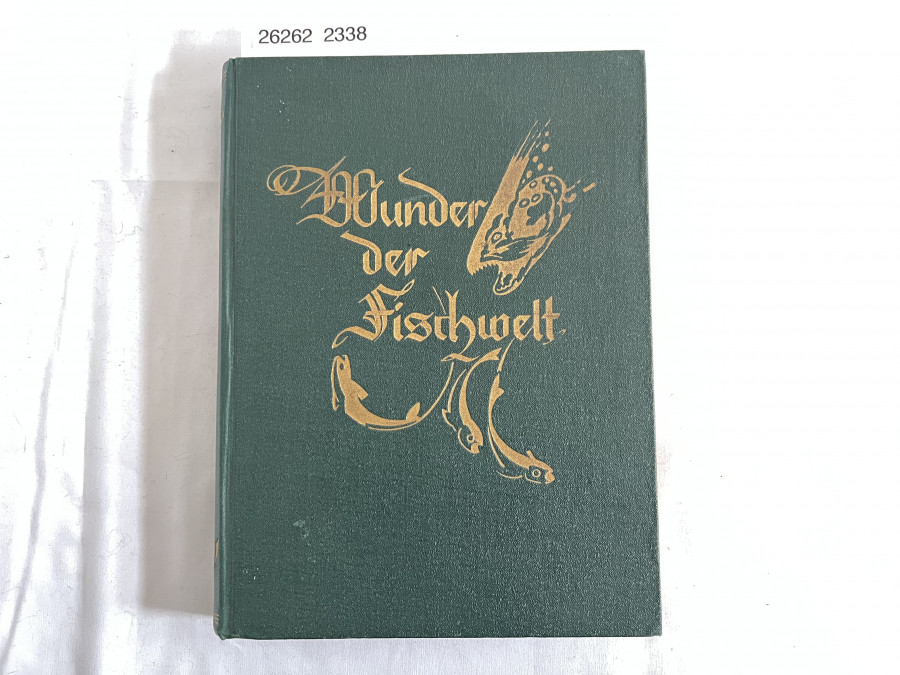 26262 2338
Wunder
der
Fischwelt